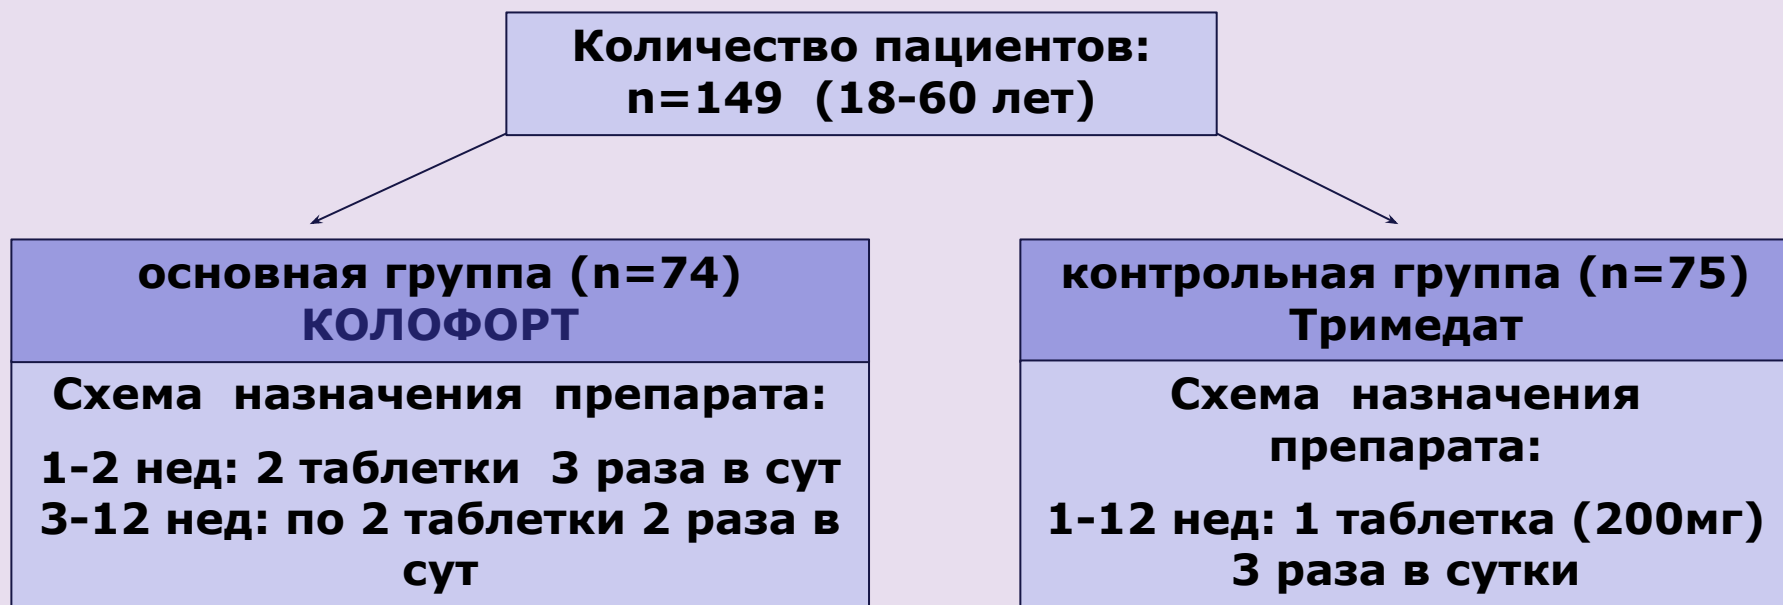 Количество пациентов:
n=149 (18-60 лет)
основная группа (n=74)
КОЛОФОРТ
Схема назначения препарата:
1-2 нед: 2 таблетки 3 раза в сут
3-12 нед: по 2 таблетки 2 раза в
сут
контрольная группа (n=75)
Тримедат
Схема назначения
препарата:
1-12 нед: 1 таблетка (200мг)
3 раза в сутки